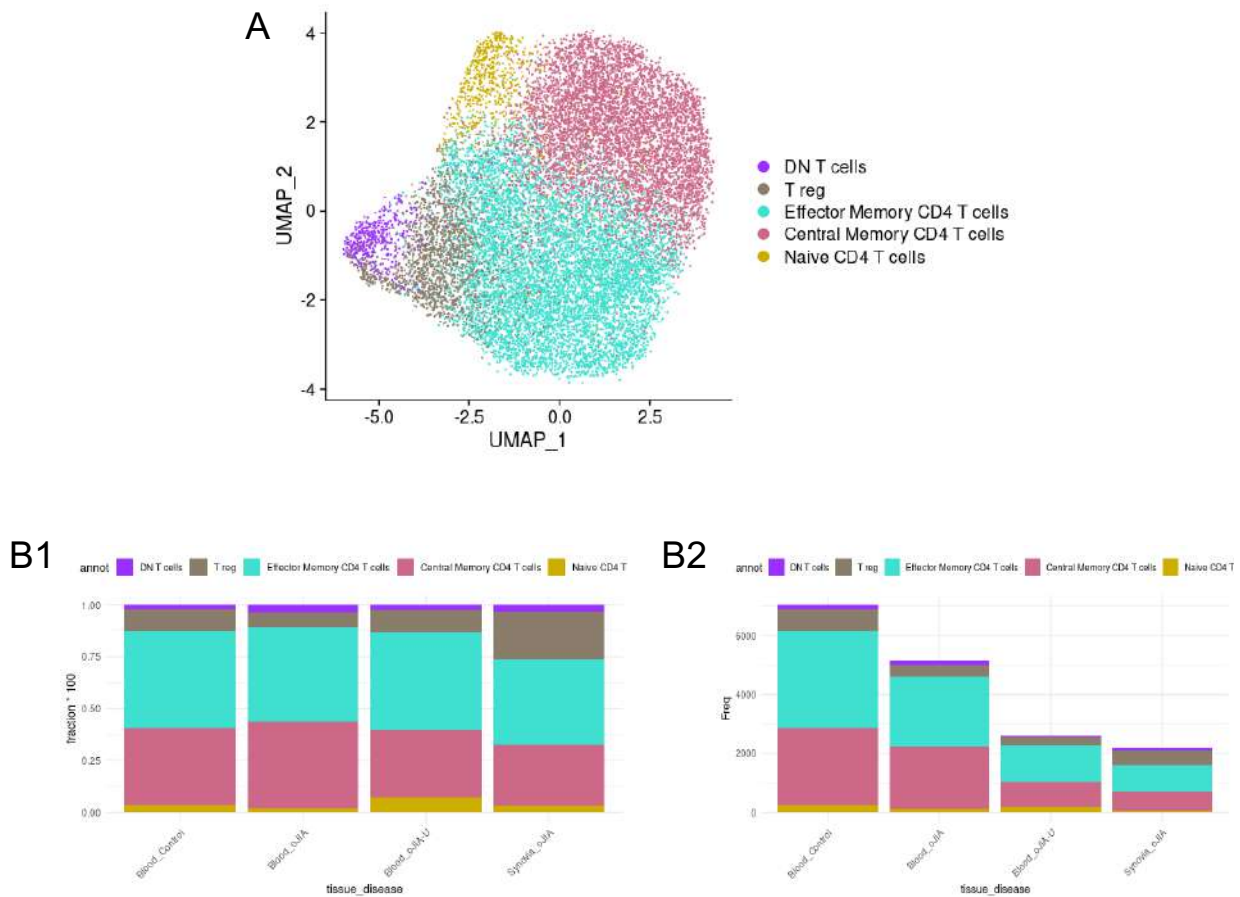 A
4
2
0
-2
-4
UMAP_2
-5.0
-2.5
0.0
2.5
UMAP_1
DN T cells
T reg
Effector Memory CD4 T cells
Central Memory CD4 T cells
Naive CD4 T cells
B1
annot DN T cells T reg Effector Memory CD4 T cells Central Memory CD4 T cells Naive CD4 T
1.00
0.75
0.50
0.25
0.00
fraction * 100
Blood_Control
Blood_oJIA
Blood_oJIA-U
Synovia_oJIA
tissue_disease
B2
annot DN T cells T reg Effector Memory CD4 T cells Central Memory CD4 T cells Naive CD4 T
6000
4000
2000
0
Freq
Blood_Control
Blood_oJIA
Blood_oJIA-U
Synovia_oJIA
tissue_disease